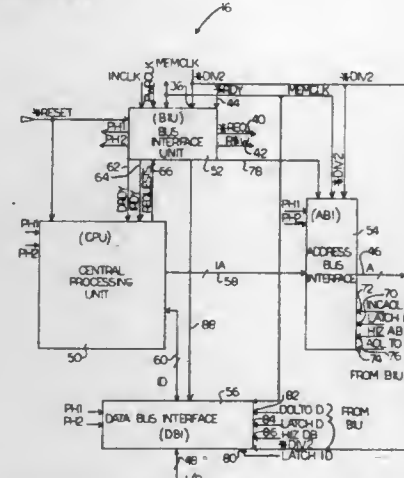 16
INCLK
PWRCLK
MEMCLK
36
*DIV2
*DIV2
*RDY
MEMCLK
44
*RESET
PH1
PH2
(BIU)
BUS
INTERFACE
UNIT
*REQ
40
R/W
42
62
64
66
52
78
DRDY
IRDY
REQUEST
*DIV2
PH1
PH2
(CPU)
CENTRAL
PROCESSING
UNIT
50
PH1
PH2
(ABI)
ADDRESS
BUS
INTERFACE
54
46
A
IA
58
72
70
INCAOL
LATCH
HIZ AB
AOL TO
74
76
FROM BIU
88
60
ID
56
PH1
PH2
DATA BUS INTERFACE
(DBI)
82
DOLTO D
84
LATCH D
86
HIZ DB
*DIV2
FROM
BIU
80
LATCH ID
48